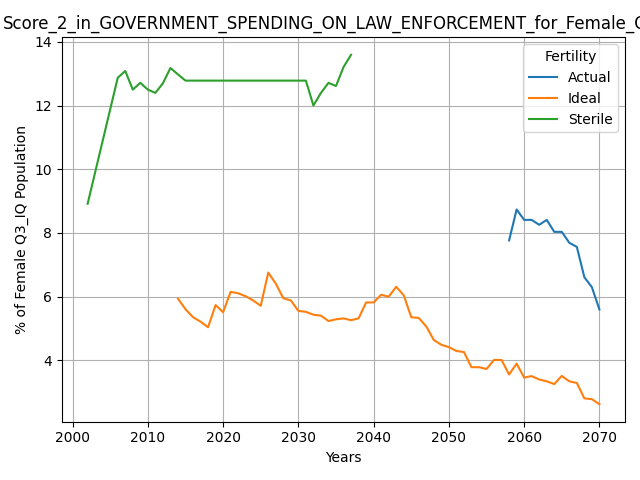 Score_2_in_GOVERNMENT_SPENDING_ON_LAW_ENFORCEMENT_for_Female_
% of Female Q3_IQ Population
14
12
10
8
6
4
Fertility
Actual
Ideal
Sterile
2000 2010 2020 2030 2040 2050 2060 2070
Years